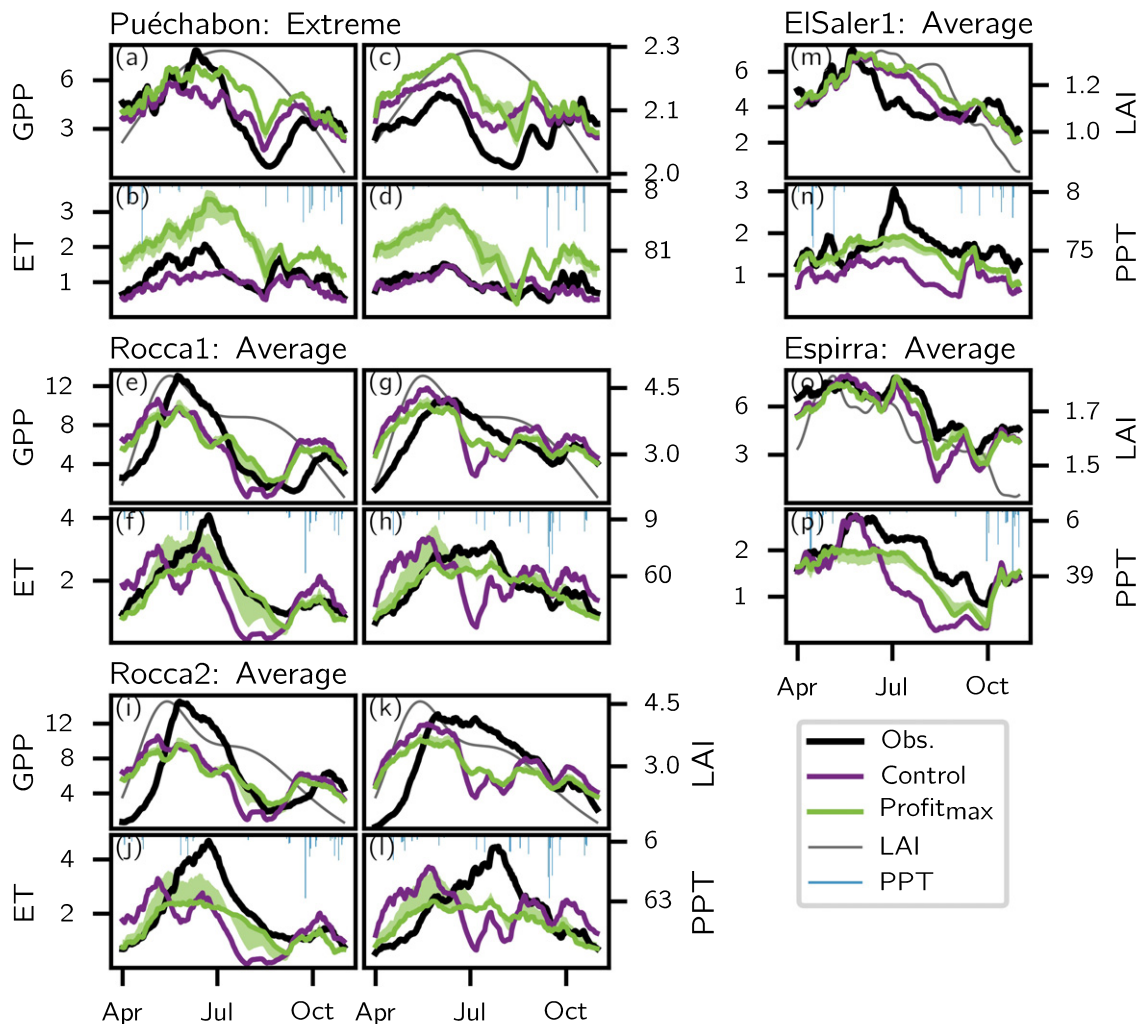 Puéchabon: Extreme
ElSaler1: Average
(a)
(c)
(m)
GPP
6
3
2.3
2.1
2.0
6
4
2
1.2
1.0
LAI
(b)
(d)
(n)
ET
3
2
1
8
81
3
2
1
8
75
PPT
Rocca1: Average
Espirra: Average
(e)
(g)
(o)
GPP
12
8
4
4.5
3.0
6
3
1.7
1.5
LAI
(f)
(h)
(p)
ET
4
2
9
60
2
1
6
39
PPT
Apr Jul Oct
Rocca2: Average
(i)
(k)
GPP
12
8
4
4.5
3.0
LAI
(j)
(l)
ET
4
2
6
63
PPT
Apr Jul Oct Apr Jul Oct
Obs.
Control
Profitmax
LAI
PPT